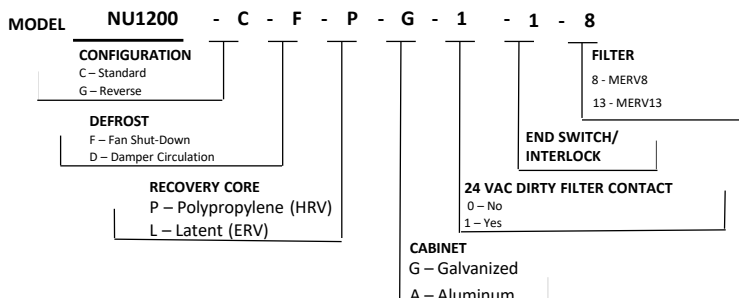 MODEL NU1200 - C - F - P - G - 1 - 1 - 8
CONFIGURATION
C – Standard
G – Reverse
FILTER
8 - MERV8
13 - MERV13
DEFROST
F – Fan Shut-Down
D – Damper Circulation
END SWITCH/
INTERLOCK
RECOVERY CORE
P – Polypropylene (HRV)
L – Latent (ERV)
24 VAC DIRTY FILTER CONTACT
0 – No
1 – Yes
CABINET
G – Galvanized
A – Aluminum